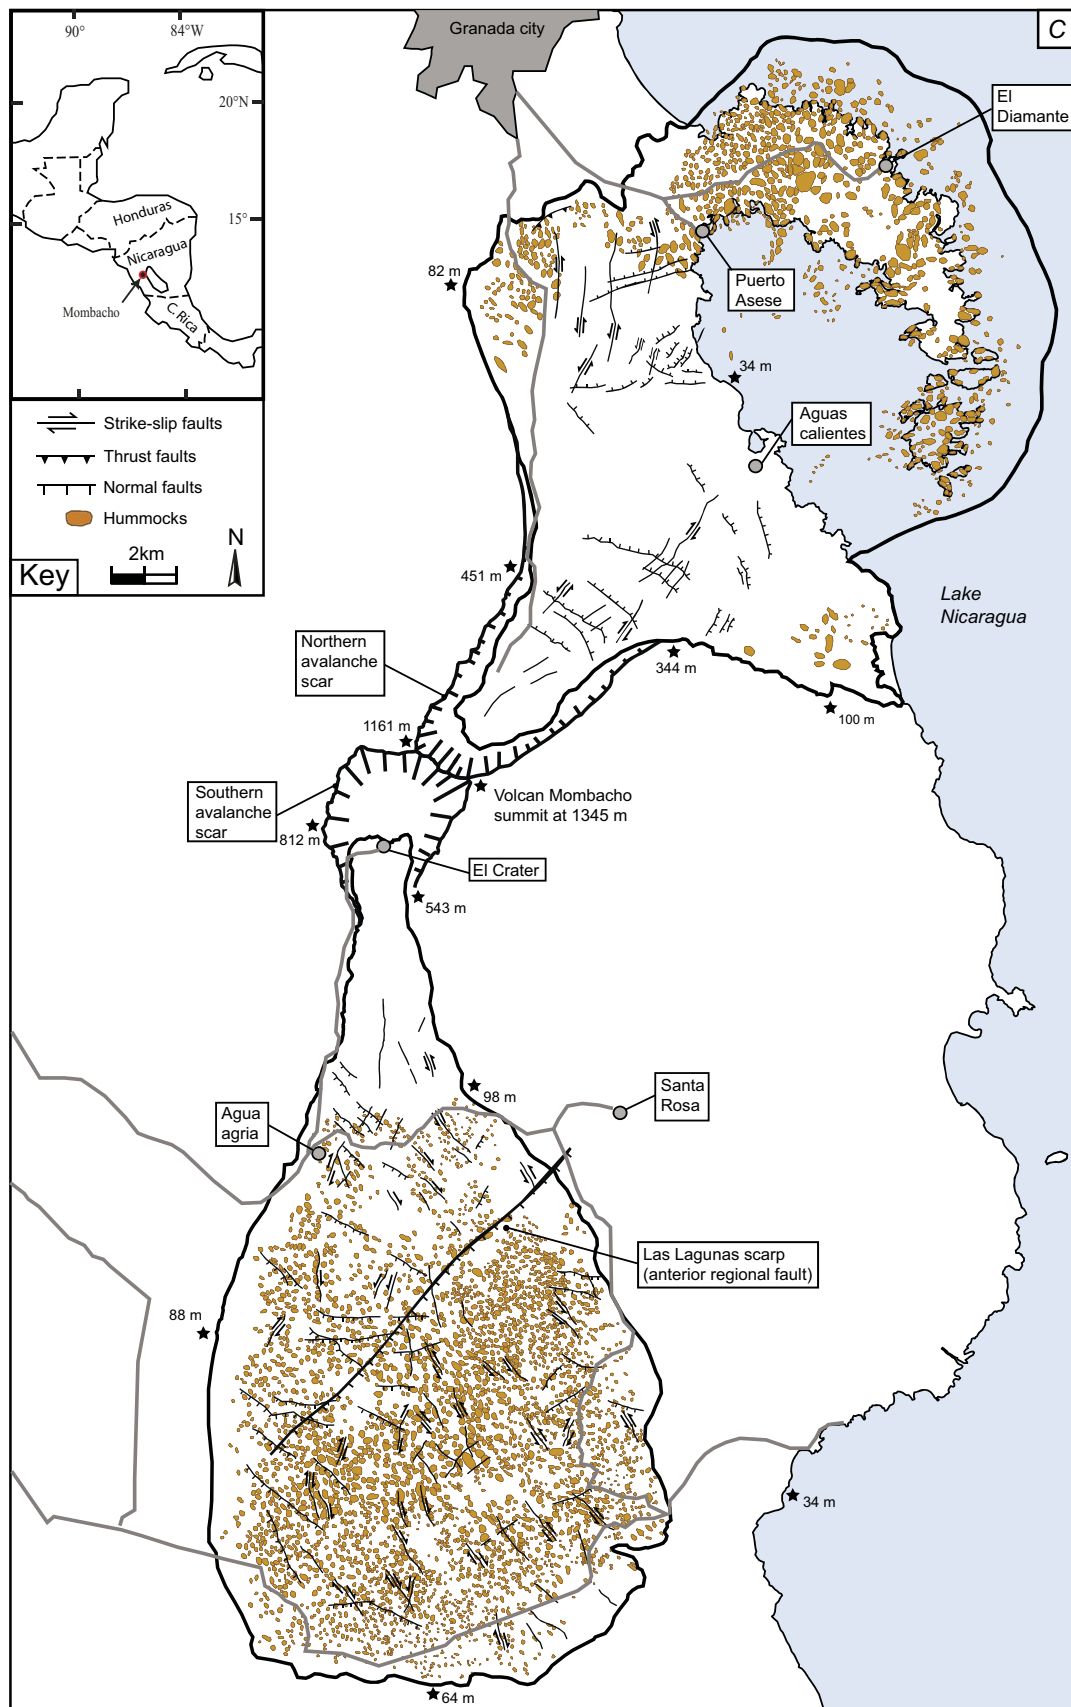 90°
84°W
20°N
15°
Honduras
Nicaragua
Mombacho
C. Rica
Strike-slip faults
Thrust faults
Normal faults
Hummocks
2km
N
Key
Granada city
C
El
Diamante
82 m
Puerto
Asese
34 m
Aguas
calientes
451 m
Lake
Nicaragua
Northern
avalanche
scar
344 m
100 m
1161 m
Southern
avalanche
scar
Volcan Mombacho
summit at 1345 m
812 m
El Crater
543 m
98 m
Santa
Rosa
Agua
agria
Las Lagunas scarp
(anterior regional fault)
88 m
34 m
64 m